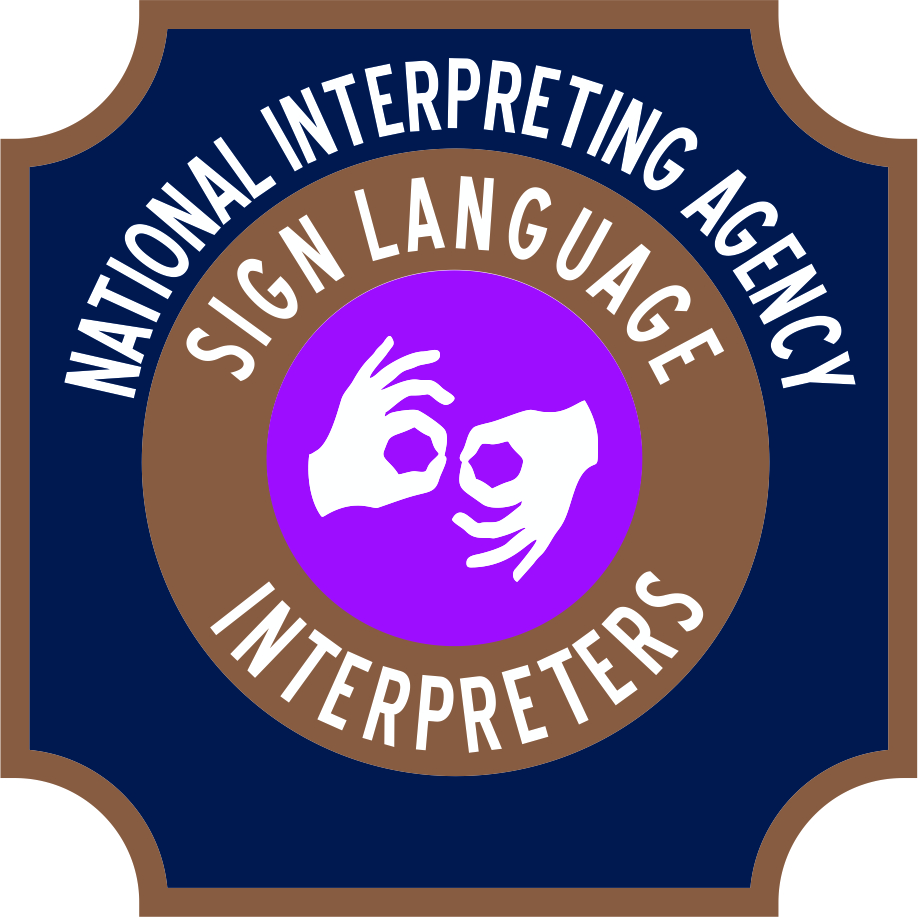 NATIONAL INTERPRETING AGENCY
SIGN LANGUAGE
INTERPRETERS